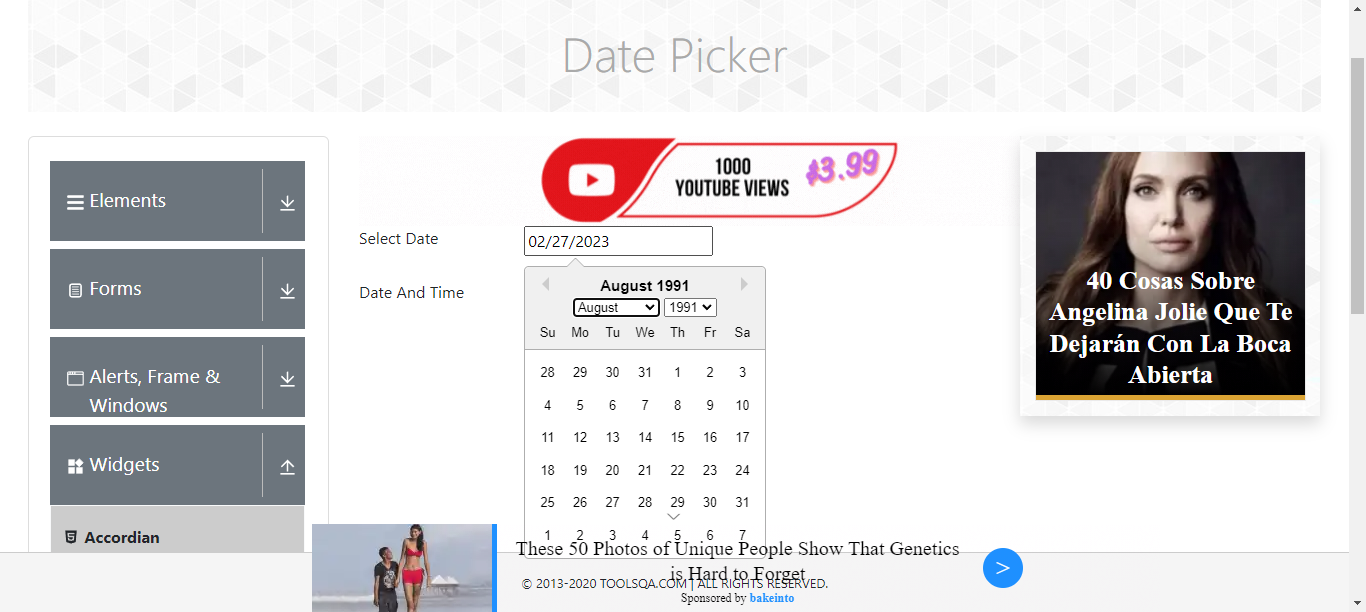 Date Picker
Elements
Forms
Alerts, Frame &
Windows
Widgets
Accordian
1000
YOUTUBE VIEWS
$3.99
Select Date
02/27/2023
Date And Time
August 1991
August 1991
Su Mo Tu We Th Fr Sa
28 29 30 31 1 2 3
4 5 6 7 8 9 10
11 12 13 14 15 16 17
18 19 20 21 22 23 24
25 26 27 28 29 30 31
1 2 3 4 5 6 7
40 Cosas Sobre
Angelina Jolie Que Te
Dejarán Con La Boca
Abierta
These 50 Photos of Unique People Show That Genetics
is Hard to Forget
>
© 2013-2020 TOOLSQA.COM | ALL RIGHTS RESERVED.
Sponsored by bakeinto